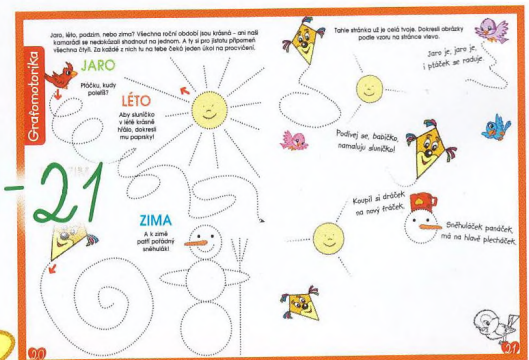 Jaro, léto, podzim, nebo zima? Všechna roční období jsou krásná - ani naši
kamarádi se nedokázali shodnout na jednom. A ty si pro jistotu připomeň
všechna čtyři. Za každé z nich tu na tebe čeká jeden úkol na procvičení.
Grafomotorika
JARO
Ptáčku, kudy
poletíš?
LÉTO
Aby sluníčko
v létě krásně
hřálo, dokresli
mu paprsky!
-21
ZIMA
A k zimě
patří pořádný
sněhulák!
20
Tahle stránka už je celá tvoje. Dokresli obrázky
podle vzoru na stránce vlevo.
Jaro je, jaro je,
i ptáček se raduje.
Podívej se, babičko,
namaluju sluníčko!
Koupil si dráček
na nový fráček.
Sněhuláček panáček,
má na hlavě plecháček.
21